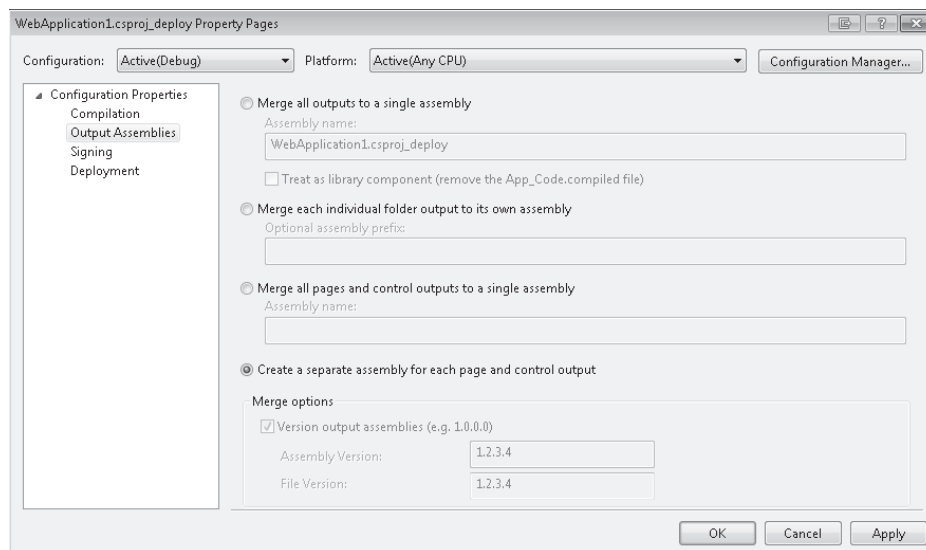 WebApplication1.csproj_deploy Property Pages
Configuration: Active(Debug) Platform: Active(Any CPU) Configuration Manager...
Configuration Properties
Compilation
Output Assemblies
Signing
Deployment
Merge all outputs to a single assembly
Assembly name:
WebApplication1.csproj_deploy
Treat as library component (remove the App_Code.compiled file)
Merge each individual folder output to its own assembly
Optional assembly prefix:
Merge all pages and control outputs to a single assembly
Assembly name:
Create a separate assembly for each page and control output
Merge options
Version output assemblies (e.g. 1.0.0.0)
Assembly Version: 1.2.3.4
File Version: 1.2.3.4
OK Cancel Apply